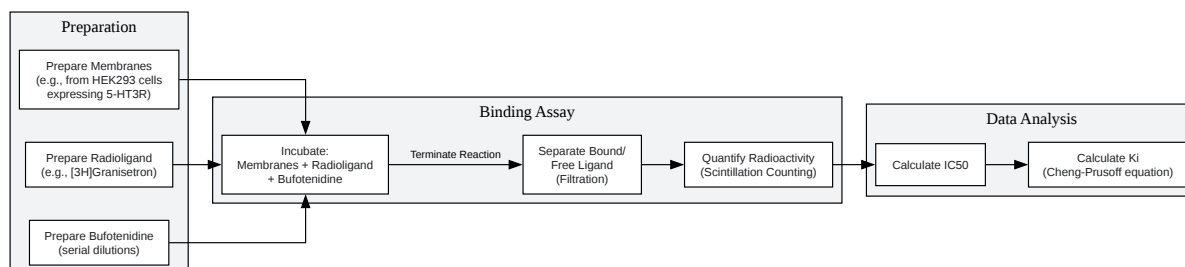 Preparation
Prepare Membranes
(e.g., from HEK293 cells
expressing 5-HT3R)
Prepare Radioligand
(e.g., [3H]Granisetron)
Prepare Bufotenidine
(serial dilutions)
Binding Assay
Incubate:
Membranes + Radioligand
+ Bufotenidine
Terminate Reaction
Separate Bound/
Free Ligand
(Filtration)
Quantify Radioactivity
(Scintillation Counting)
Data Analysis
Calculate IC50
Calculate Ki
(Cheng-Prusoff equation)